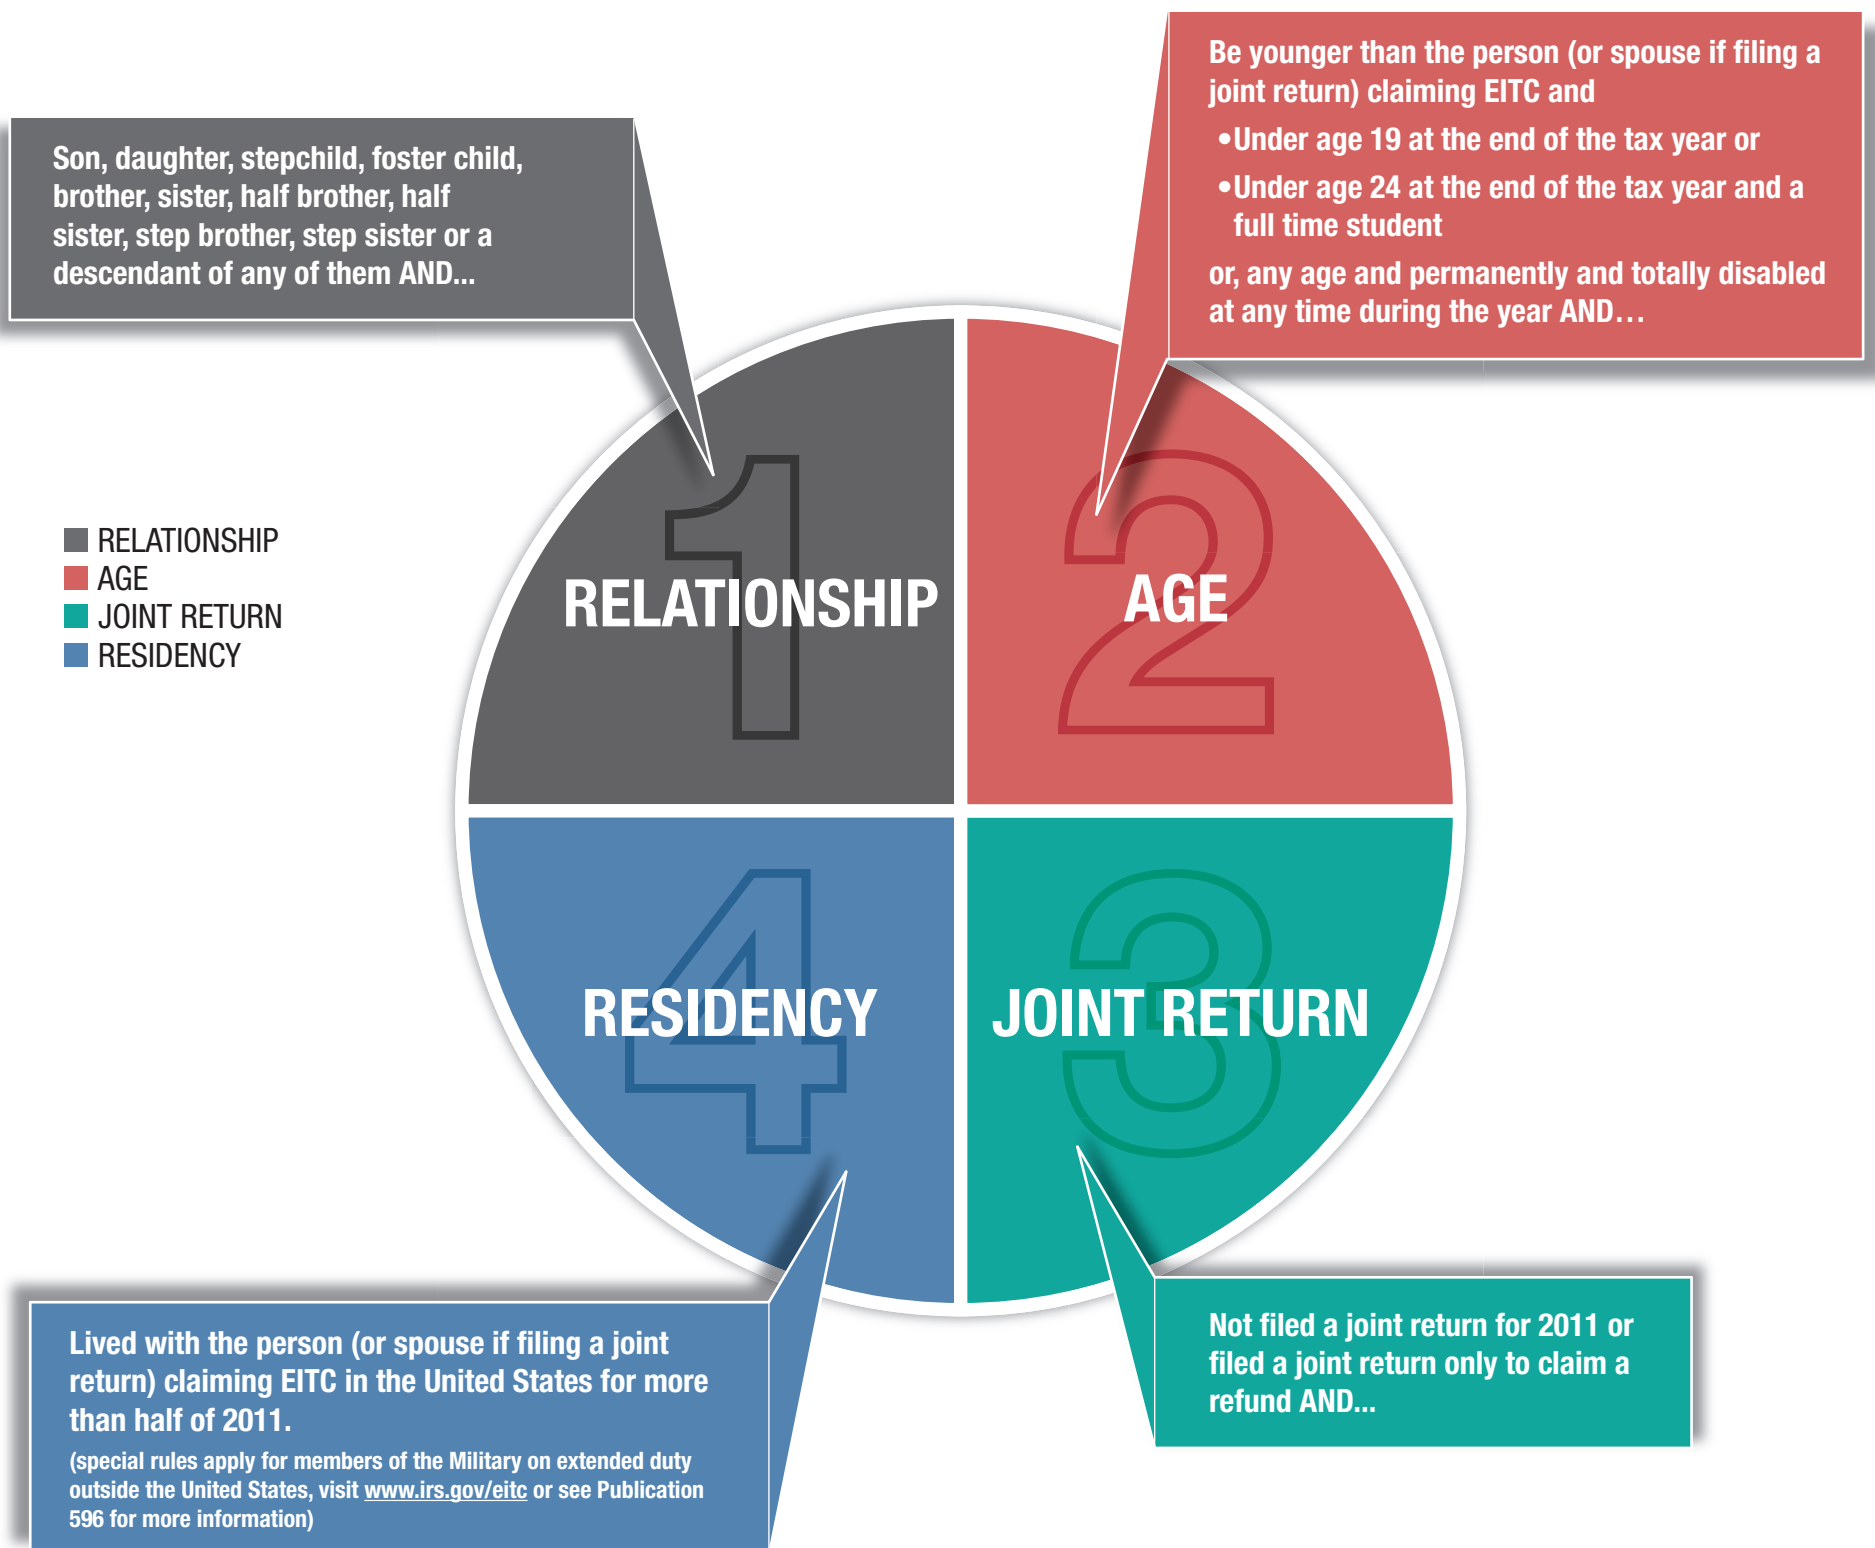 Son, daughter, stepchild, foster child,
brother, sister, half brother, half
sister, step brother, step sister or a
descendant of any of them AND...
Be younger than the person (or spouse if filing a
joint return) claiming EITC and
•Under age 19 at the end of the tax year or
•Under age 24 at the end of the tax year and a
full time student
or, any age and permanently and totally disabled
at any time during the year AND…
RELATIONSHIP
AGE
JOINT RETURN
RESIDENCY
1
RELATIONSHIP
2
AGE
4
RESIDENCY
3
JOINT RETURN
Lived with the person (or spouse if filing a joint
return) claiming EITC in the United States for more
than half of 2011.
(special rules apply for members of the Military on extended duty
outside the United States, visit www.irs.gov/eitc or see Publication
596 for more information)
Not filed a joint return for 2011 or
filed a joint return only to claim a
refund AND...